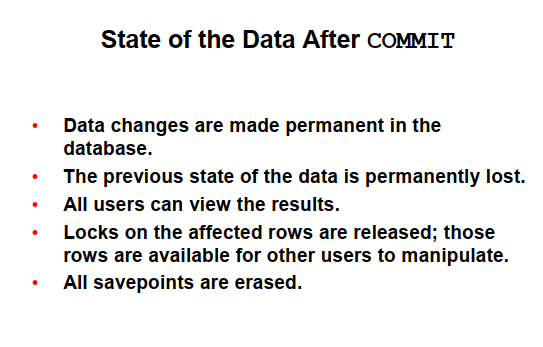 State of the Data After COMMIT
• Data changes are made permanent in the
database.
• The previous state of the data is permanently lost.
• All users can view the results.
• Locks on the affected rows are released; those
rows are available for other users to manipulate.
• All savepoints are erased.